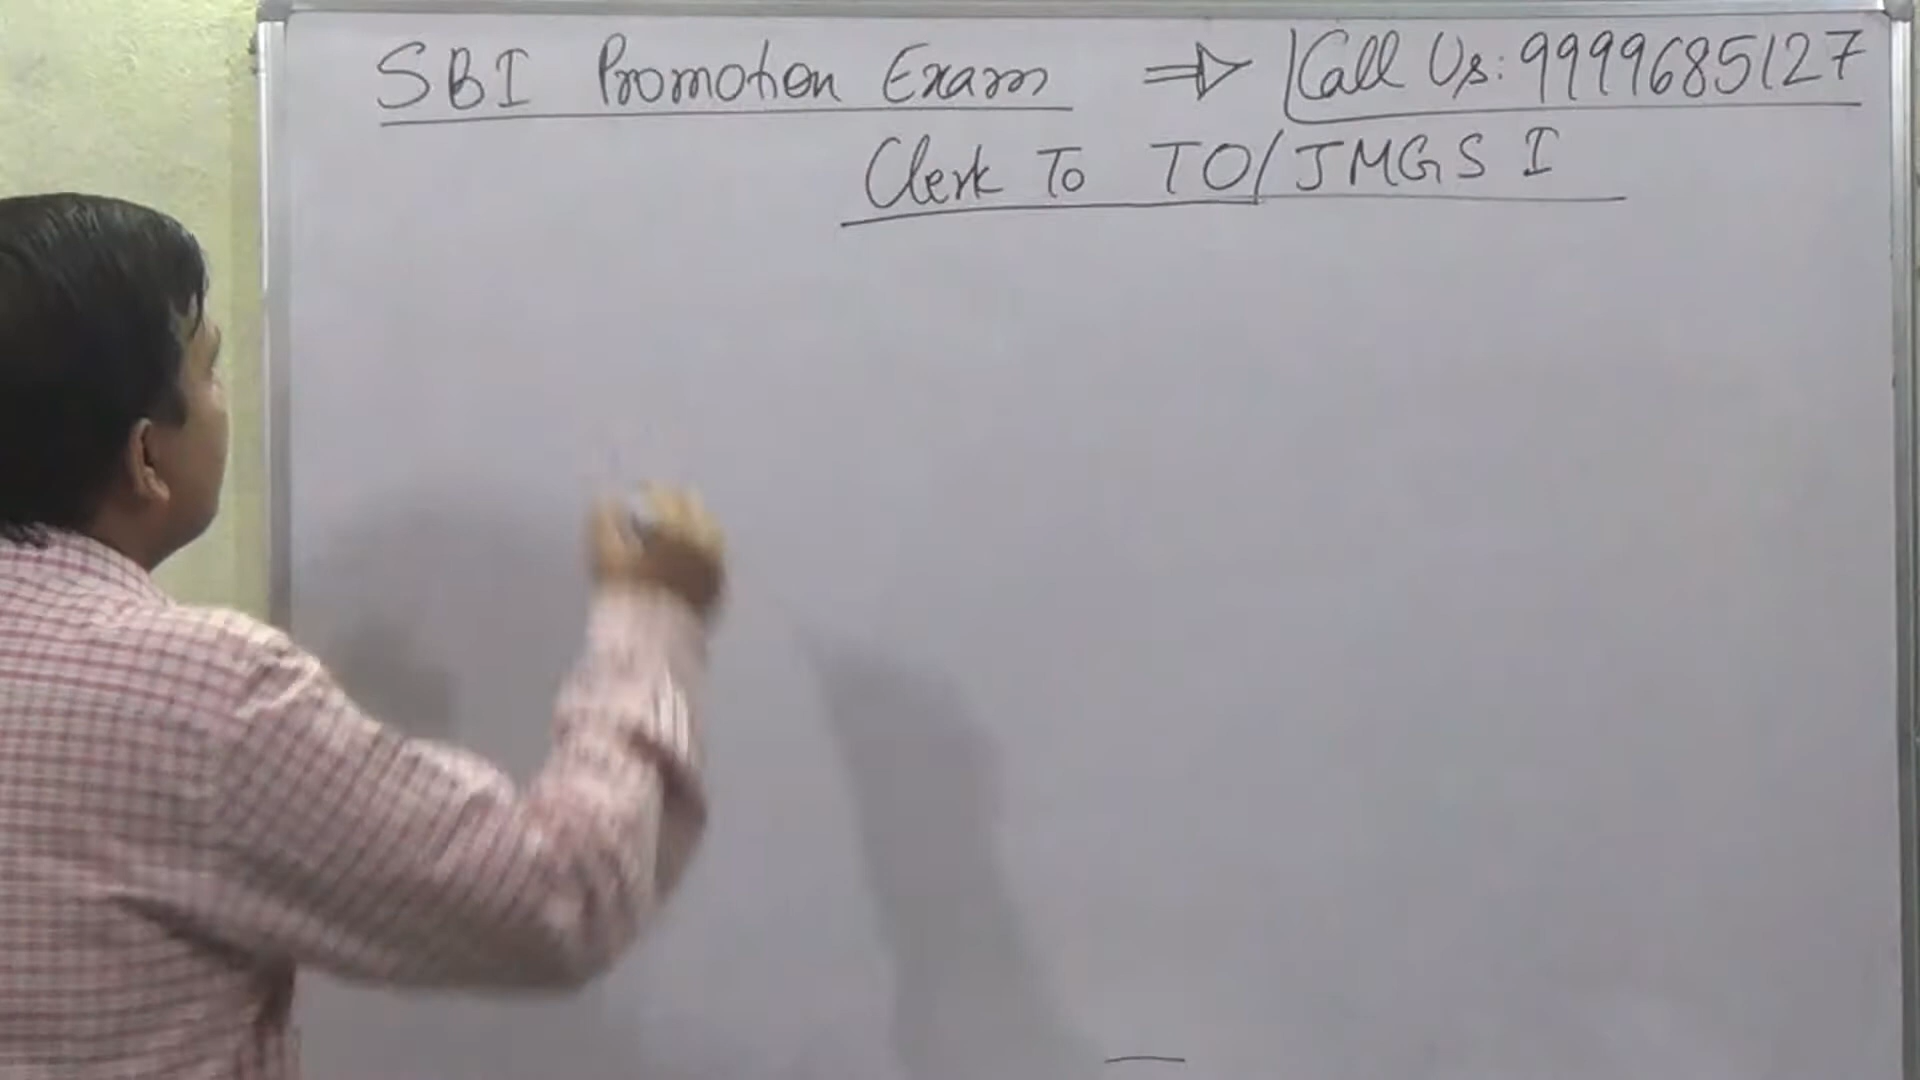 SBI Promotion Exam ⇒ Call Us: 9999685127
Clerk To TO/JMGS I